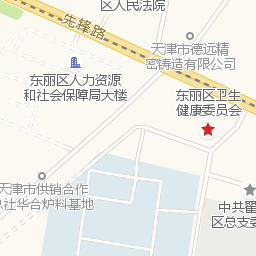 区人民法院
先锋路
天津市德远精
密铸造有限公司
东丽区人力资源
和社会保障局大楼
东丽区卫生
健康委员会
天津市供销合作
总社华合炉料基地
中共
区总支委